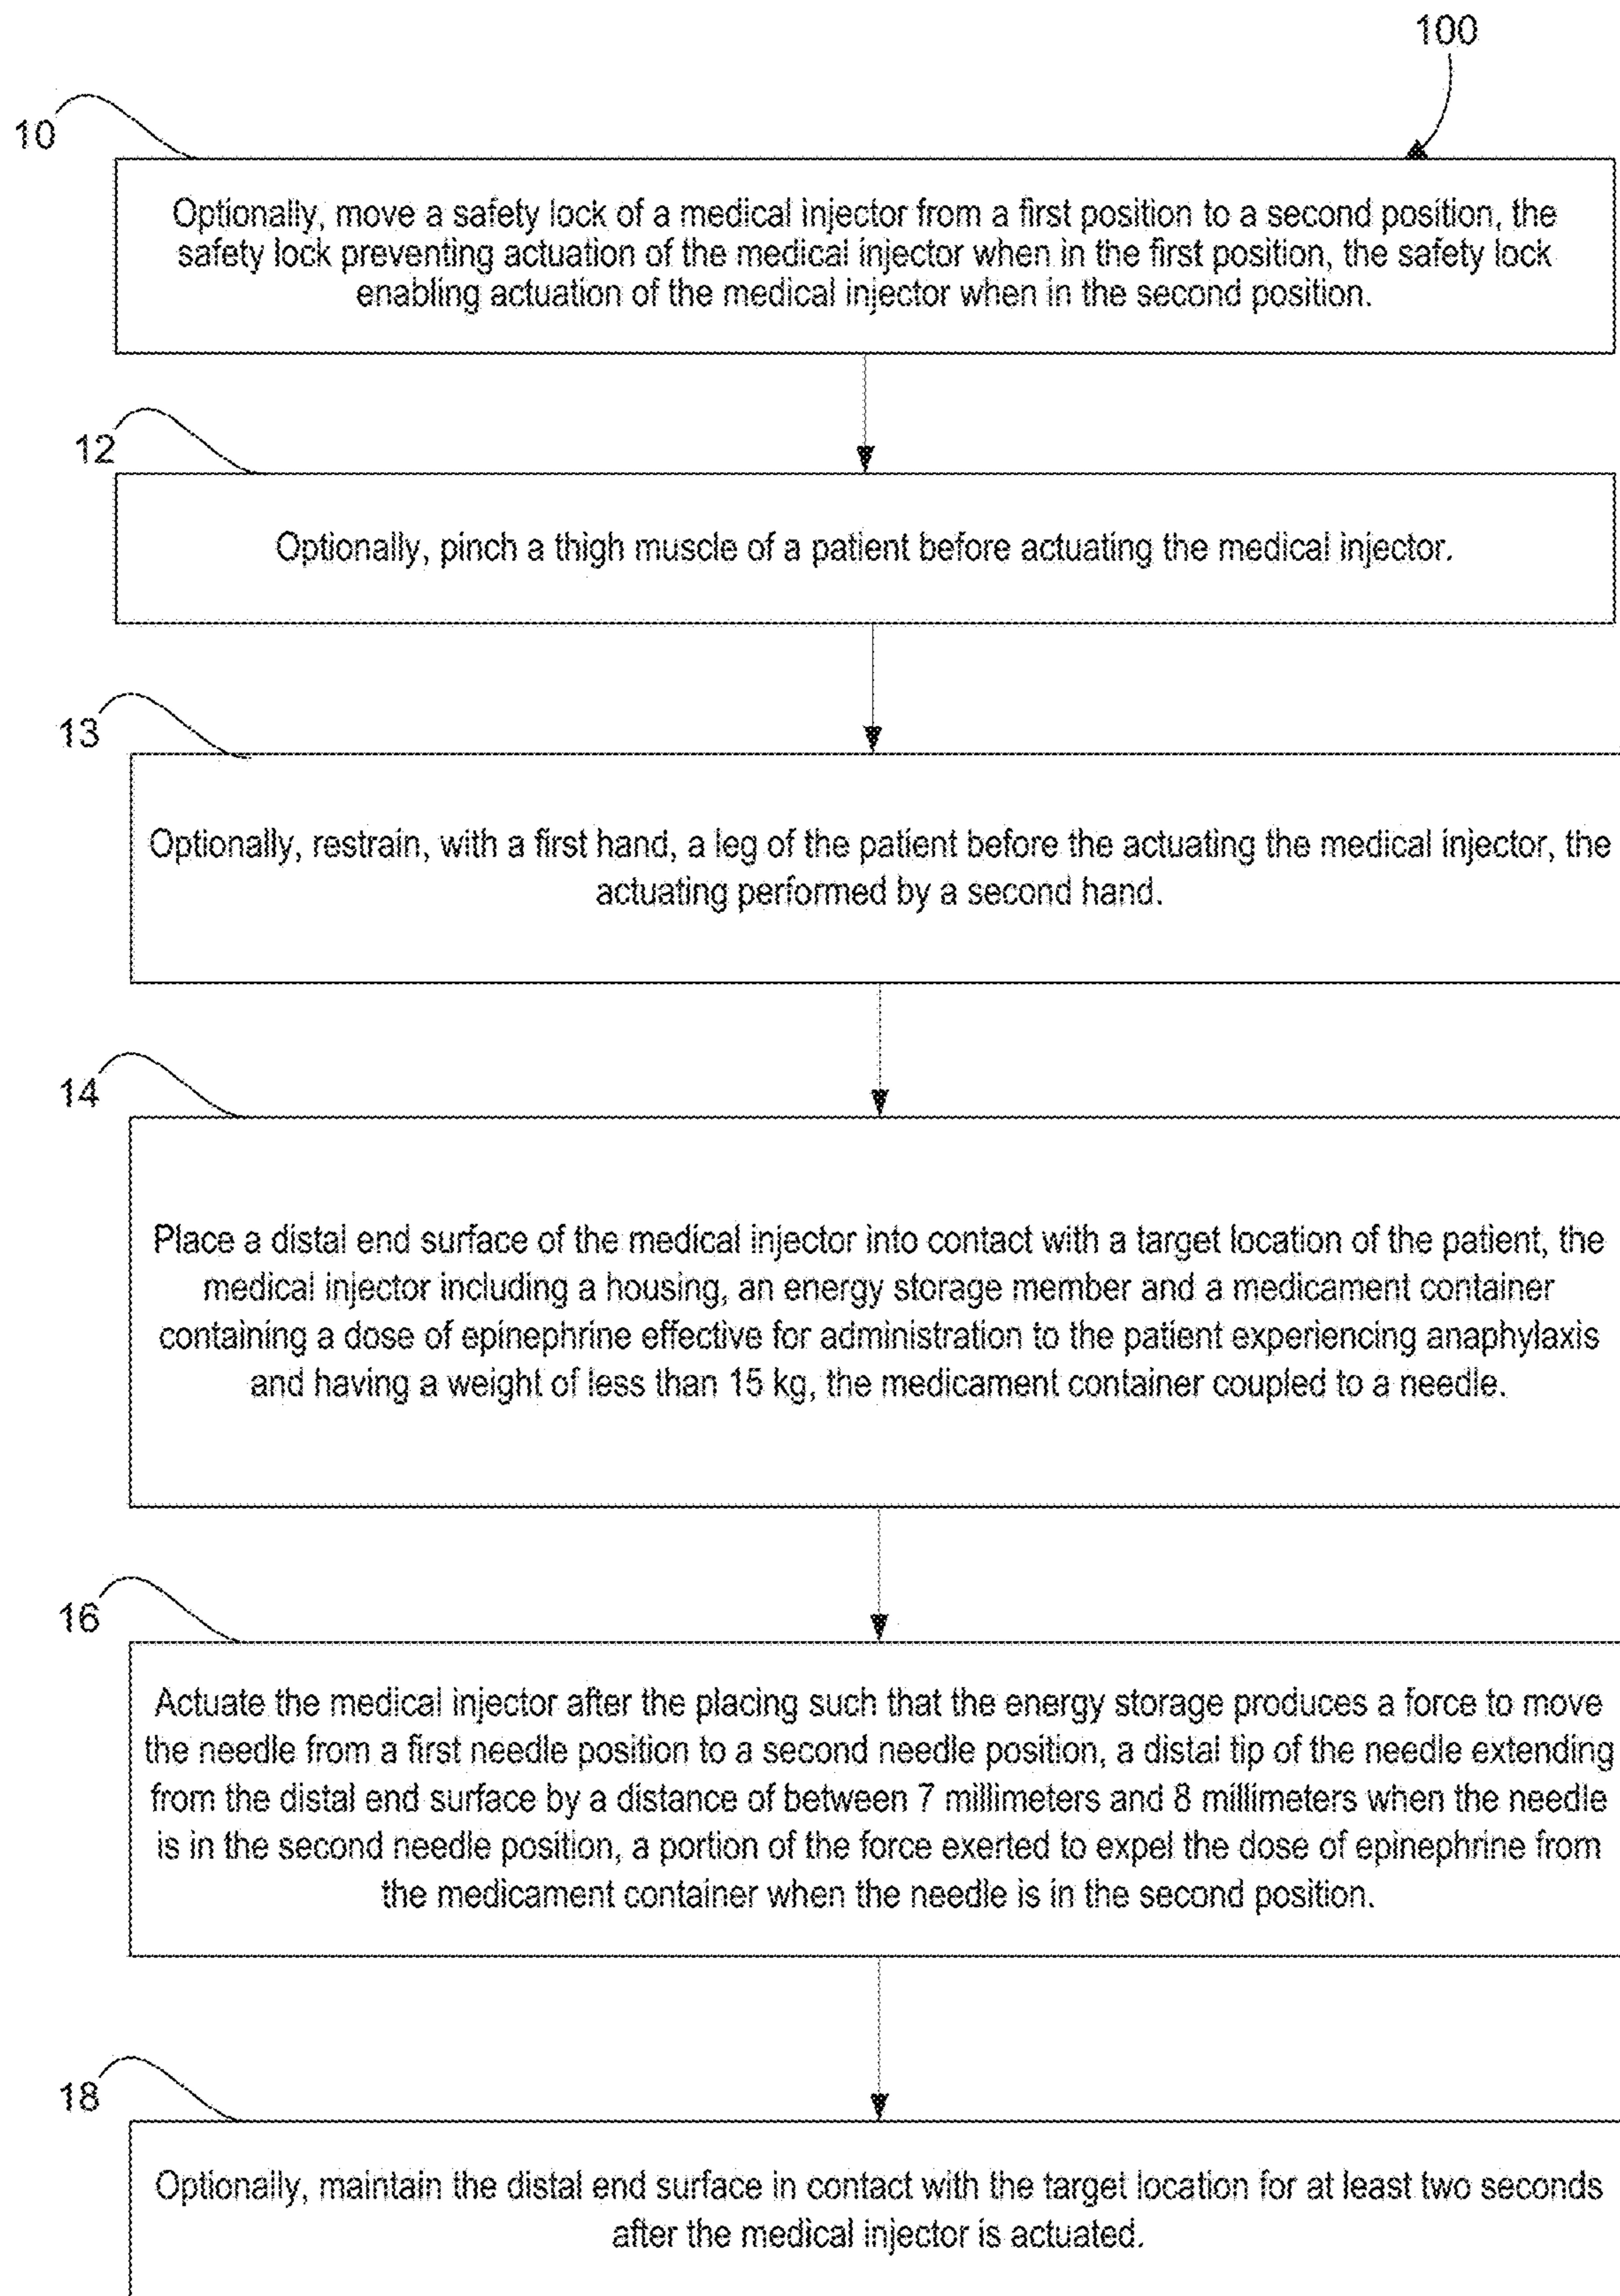 100
10
Optionally, move a safety lock of a medical injector from a first position to a second position, the
safety lock preventing actuation of the medical injector when in the first position, the safety lock
enabling actuation of the medical injector when in the second position.
12
Optionally, pinch a thigh muscle of a patient before actuating the medical injector.
13
Optionally, restrain, with a first hand, a leg of the patient before the actuating the medical injector, the
actuating performed by a second hand.
14
Place a distal end surface of the medical injector into contact with a target location of the patient, the
medical injector including a housing, an energy storage member and a medicament container
containing a dose of epinephrine effective for administration to the patient experiencing anaphylaxis
and having a weight of less than 15 kg, the medicament container coupled to a needle.
16
Actuate the medical injector after the placing such that the energy storage produces a force to move
the needle from a first needle position to a second needle position, a distal tip of the needle extending
from the distal end surface by a distance of between 7 millimeters and 8 millimeters when the needle
is in the second needle position, a portion of the force exerted to expel the dose of epinephrine from
the medicament container when the needle is in the second position.
18
Optionally, maintain the distal end surface in contact with the target location for at least two seconds
after the medical injector is actuated.